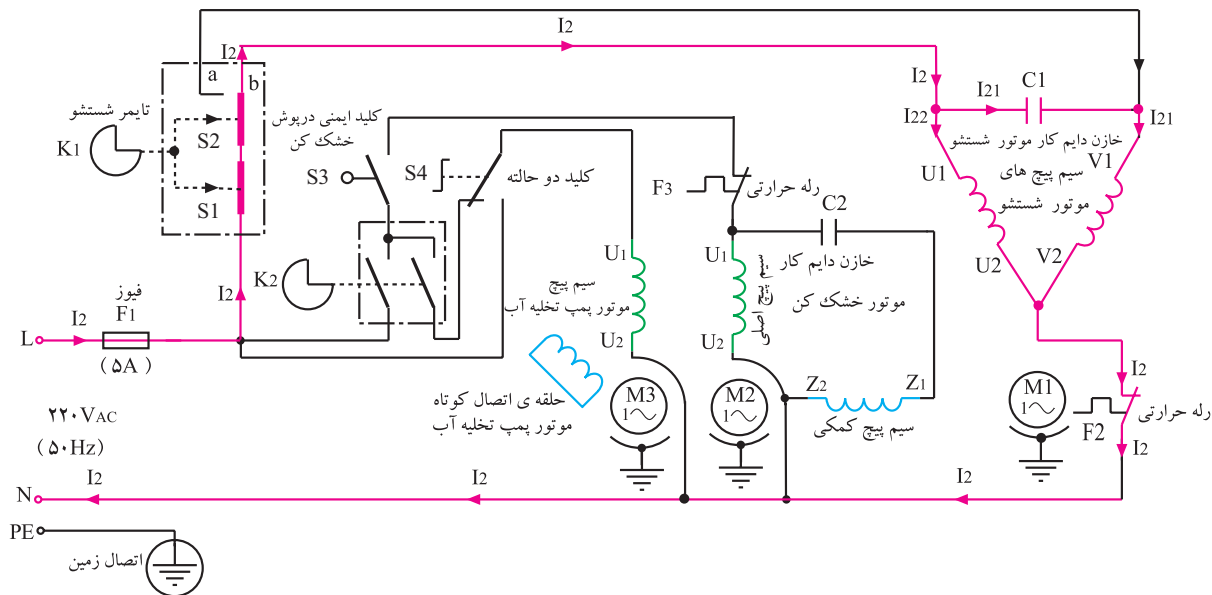 I2
I2
a
b
تایمر شستشو
K1
S2
S1
I2
کلید ایمنی درپوش
خشک کن
S3
S4
کلید دو حالته
K2
L
I2
فیوز
F1
(۵A)
۲۲۰VAC
(۵۰Hz)
N
I2
I2
I2
PE
اتصال زمین
U1
سیم پیچ
موتور پمپ تخلیه آب
U2
حلقه ی اتصال کوتاه
موتور پمپ تخلیه آب
M3
1
F3
رله حرارتی
C2
U1
سیم پیچ اصلی
خازن دایم کار
موتور خشک کن
U2
M2
1
Z2
Z1
سیم پیچ کمکی
I2
I21
C1
I22
I21
خازن دایم کار موتور شستشو
U1
V1
سیم پیچ های
موتور شستشو
U2
V2
M1
1
I2
رله حرارتی
F2
I2